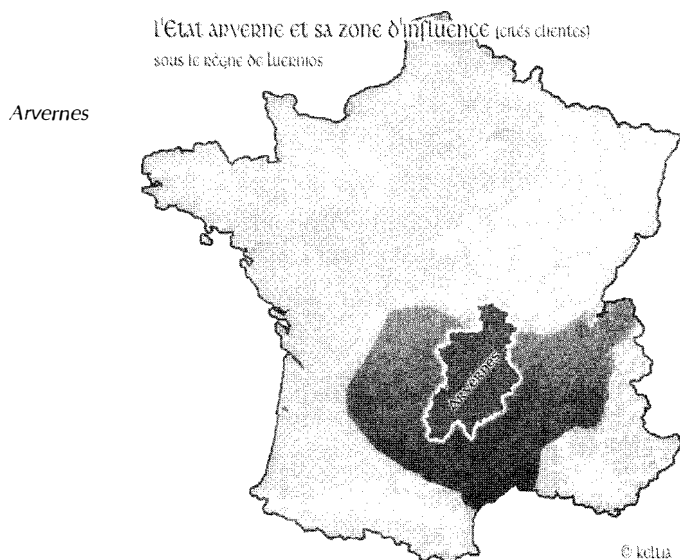 l'Etat arverne et sa zone d'influence (cités clientes)
sous le règne de Luernios
Arvernes
Arvernes
© keltia